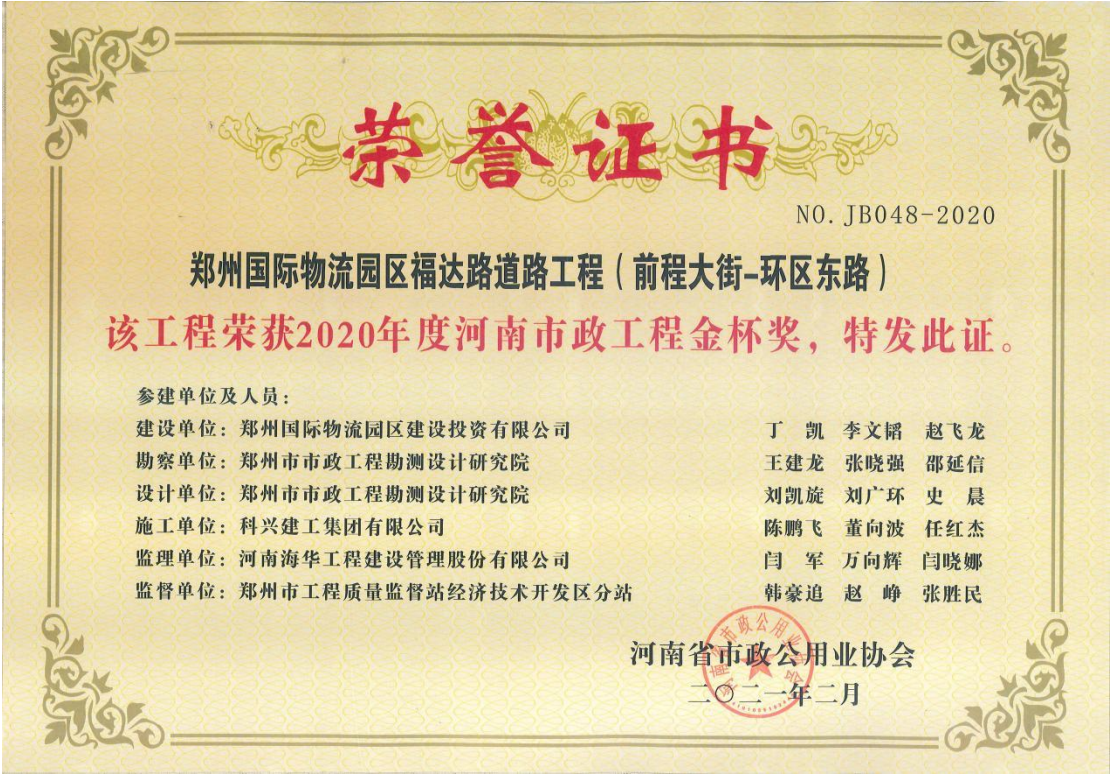 荣誉证书
NO. JB048-2020
郑州国际物流园区福达路道路工程（前程大街-环区东路）
该工程荣获2020年度河南市政工程金杯奖，特发此证。
参建单位及人员：
建设单位：郑州国际物流园区建设投资有限公司 丁 凯 李文韬 赵飞龙
勘察单位：郑州市市政工程勘测设计研究院 王建龙 张晓强 邵延信
设计单位：郑州市市政工程勘测设计研究院 刘凯旋 刘广环 史 晨
施工单位：科兴建工集团有限公司 陈鹏飞 董向波 任红杰
监理单位：河南海华工程建设管理股份有限公司 闫 军 万向辉 闫晓娜
监督单位：郑州市工程质量监督站经济技术开发区分站 韩豪追 赵 峥 张胜民
河南省市政公用业协会
二〇二一年二月